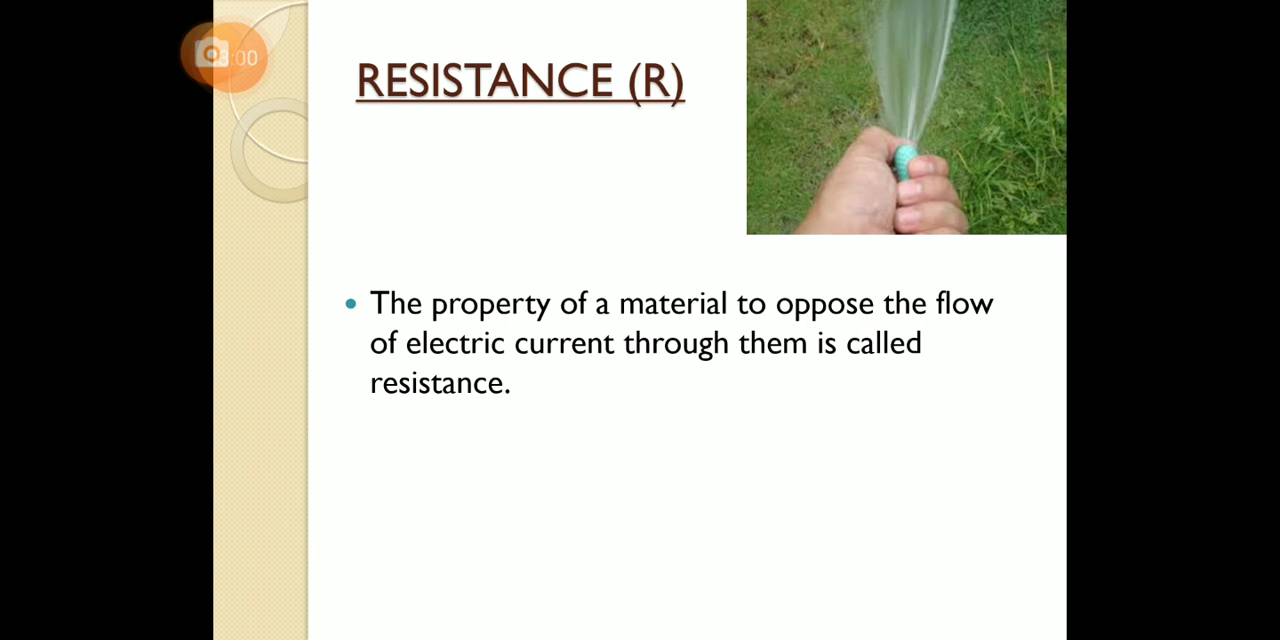 RESISTANCE (R)
The property of a material to oppose the flow
of electric current through them is called
resistance.